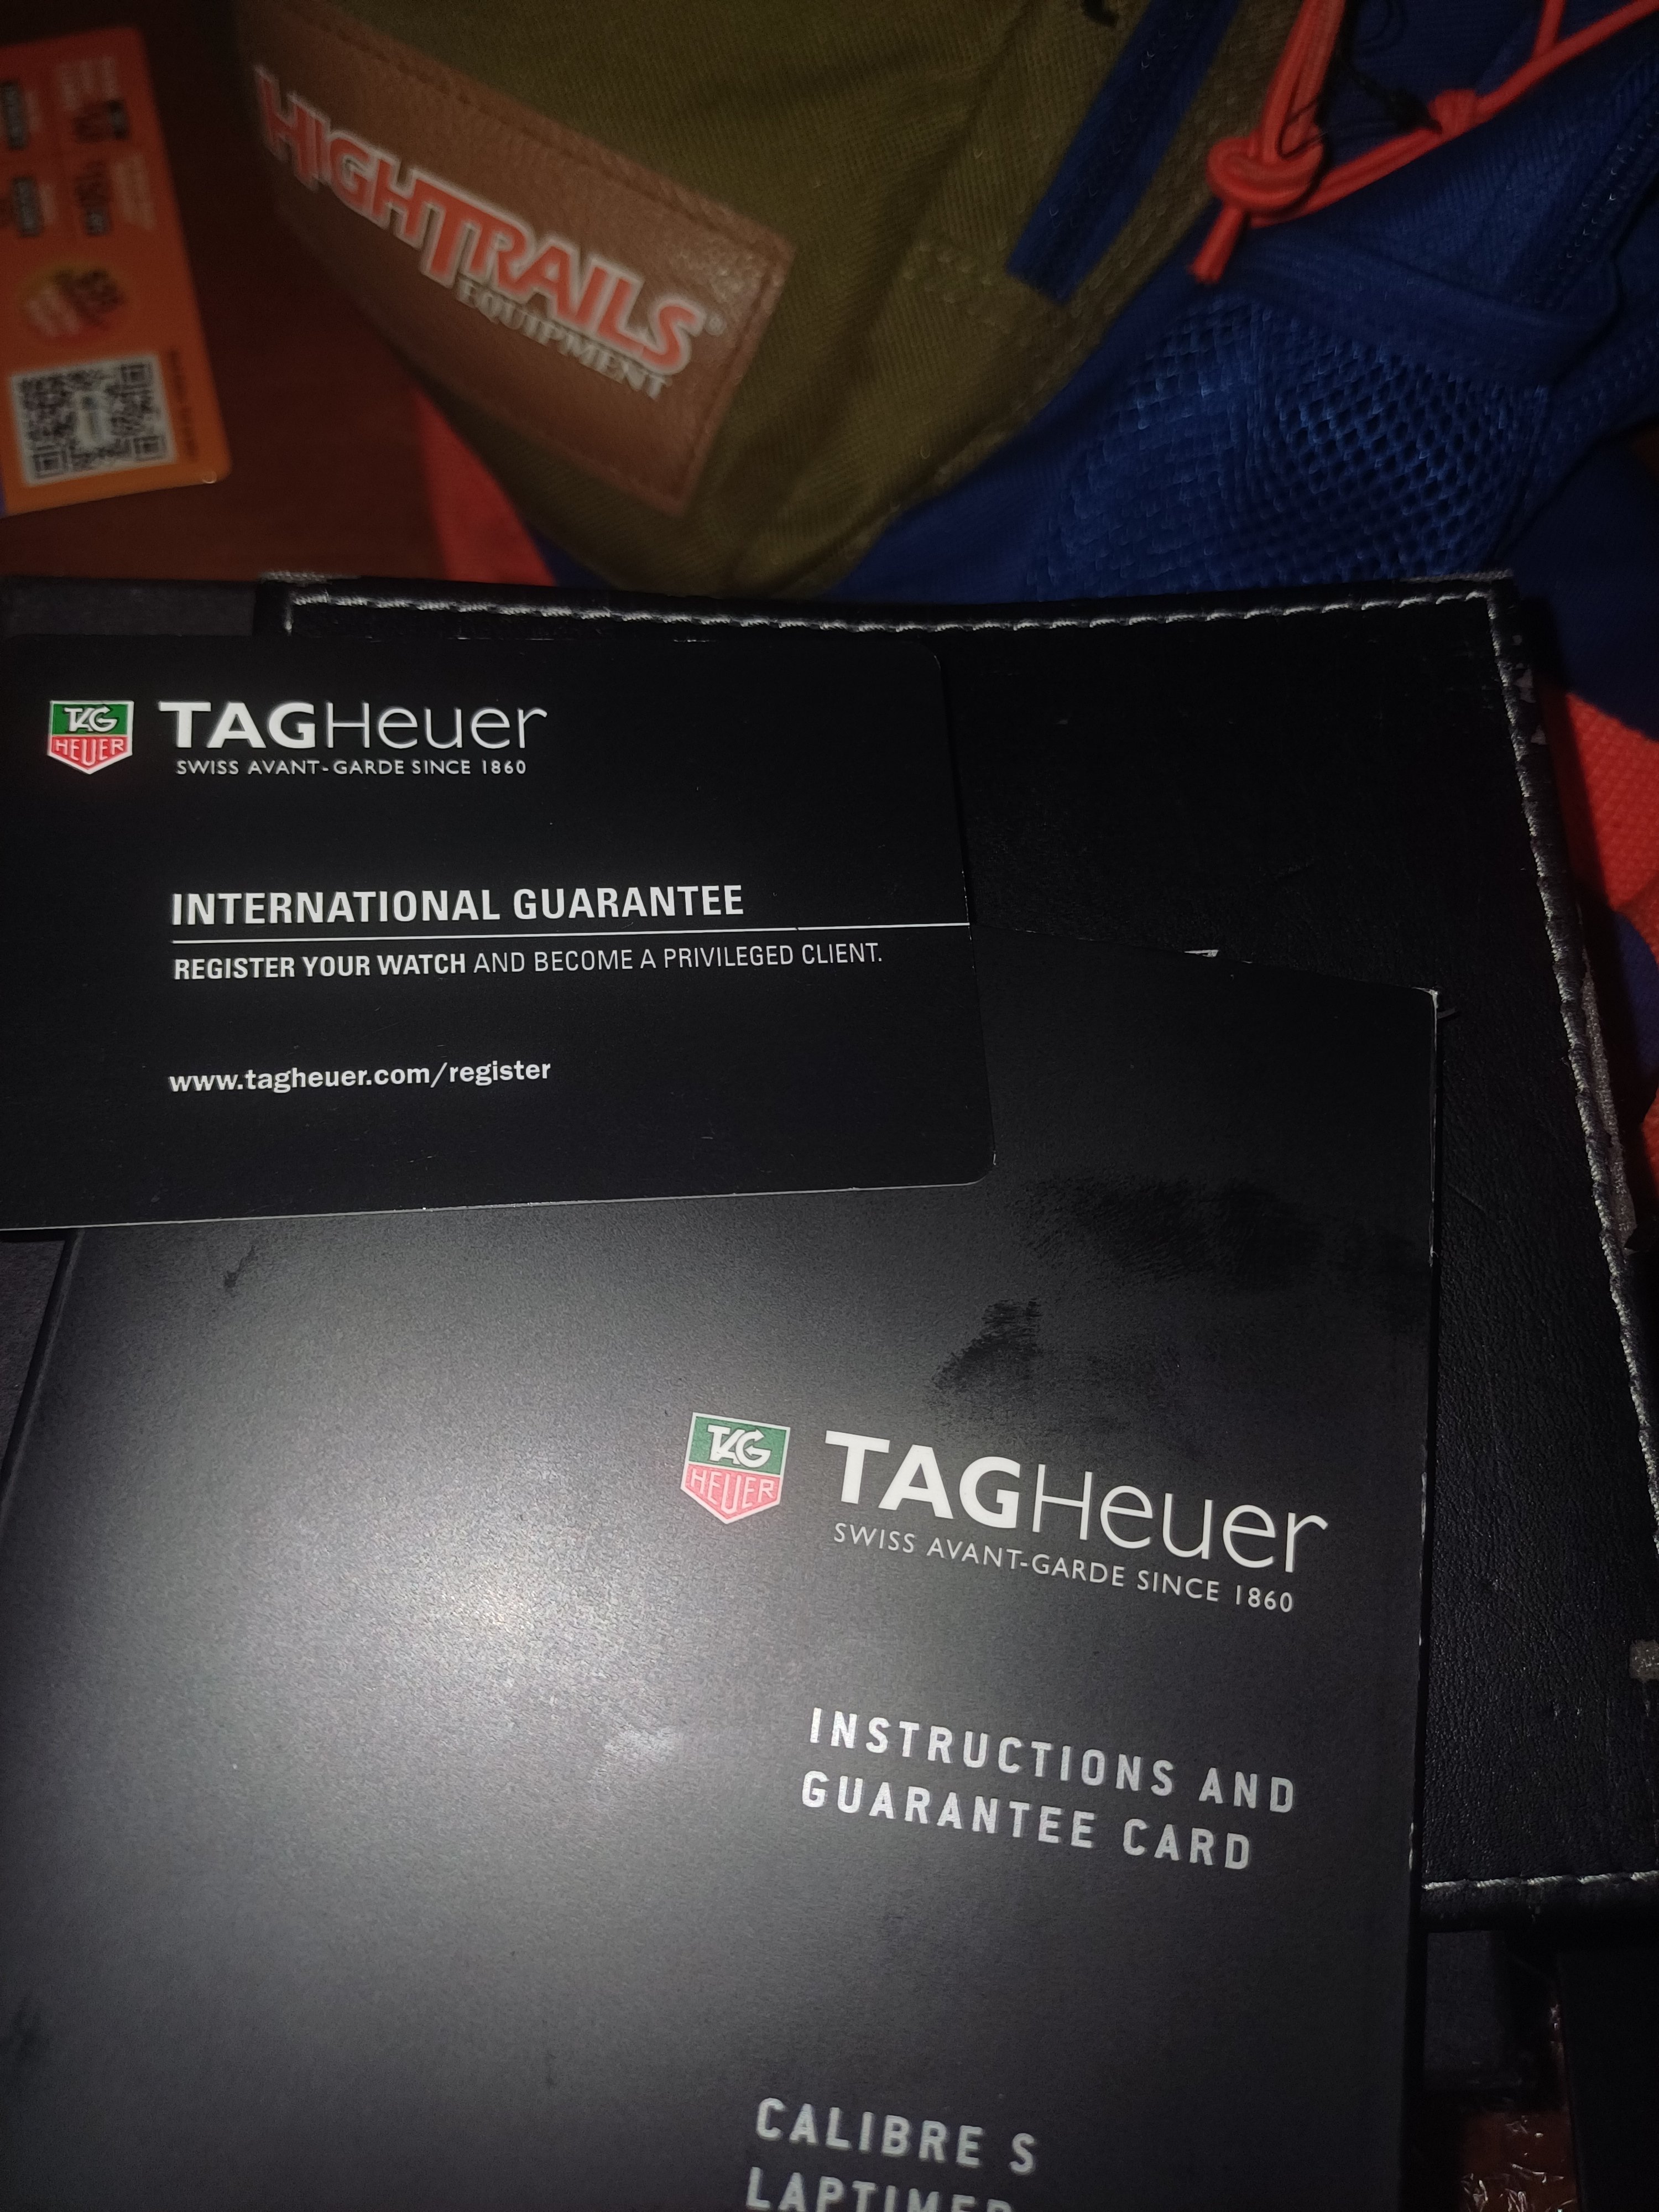 HIGHTRAILS®
EQUIPMENT
TAG
HEUER
TAGHeuer
SWISS AVANT-GARDE SINCE 1860
INTERNATIONAL GUARANTEE
REGISTER YOUR WATCH AND BECOME A PRIVILEGED CLIENT.
www.tagheuer.com/register
TAG
HEUER
TAGHeuer
SWISS AVANT-GARDE SINCE 1860
INSTRUCTIONS AND
GUARANTEE CARD
CALIBRE S
LAPTIMER